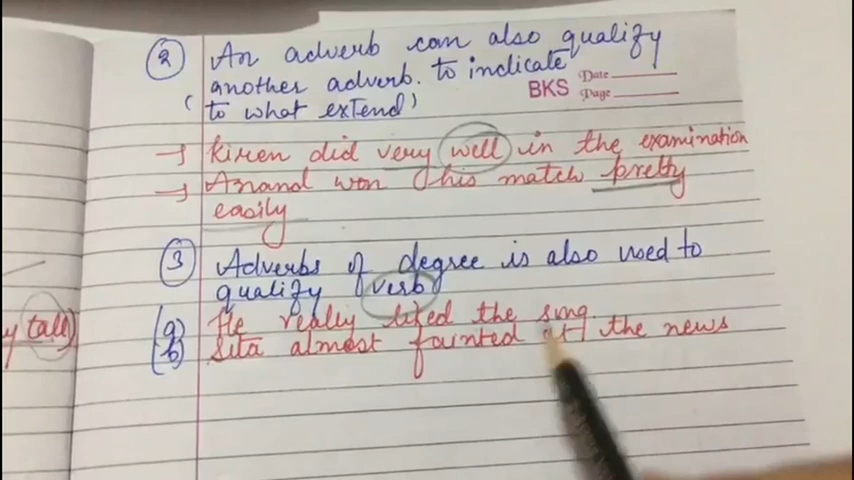 ② An adverb can also qualify
another adverb. to indicate
(to what extend)
BKS Date
Page
→ Kiren did very well in the examination
→ Anand won his match pretty
easily
③ Adverbs of degree is also used to
qualify verb
(a) He really liked the song.
y tall)
(b) Sita almost fainted at the news